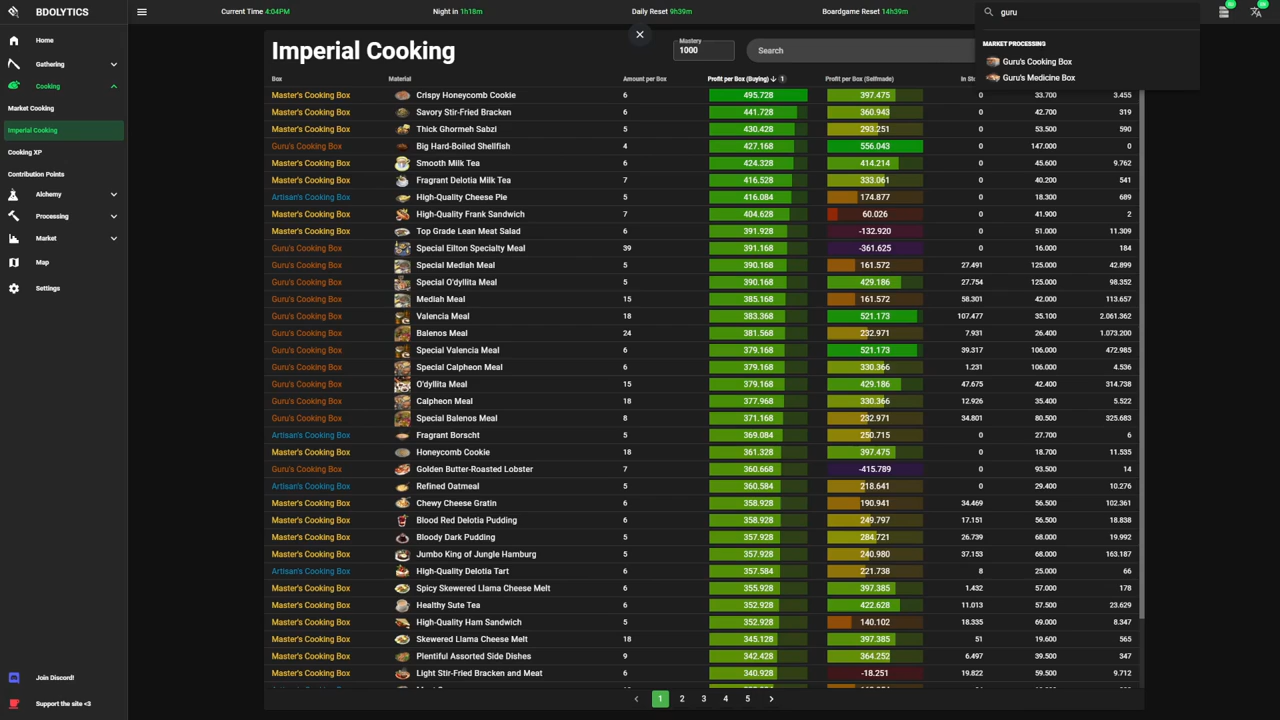 BDOLYTICS
Current Time 4:04PM Night in 1h18m Daily Reset 9h39m Boardgame Reset 14h39m guru
Home
Gathering
Cooking
Market Cooking
Imperial Cooking
Cooking XP
Contribution Points
Alchemy
Processing
Market
Map
Settings
Join Discord!
Support the site <3
MARKET PROCESSING
Guru's Cooking Box
Guru's Medicine Box
Imperial Cooking Mastery 1000 Search
Box Material Amount per Box Profit per Box (Buying) 1 Profit per Box (Selfmade)
Master's Cooking Box Crispy Honeycomb Cookie 6 495.728 397.475 0 33.700 3.455
Master's Cooking Box Savory Stir-Fried Bracken 6 441.728 360.943 0 42.700 319
Master's Cooking Box Thick Ghormeh Sabzi 6 430.428 293.251 0 53.500 590
Guru's Cooking Box Big Hard-Boiled Shellfish 4 427.168 556.043 0 147.000 0
Master's Cooking Box Smooth Milk Tea 6 424.328 414.214 0 45.600 9.762
Master's Cooking Box Fragrant Delotia Milk Tea 7 416.528 333.061 0 40.200 541
Artisan's Cooking Box High-Quality Cheese Pie 5 416.084 174.877 0 18.300 689
Master's Cooking Box High-Quality Frank Sandwich 7 404.628 60.026 0 41.900 2
Master's Cooking Box Top Grade Lean Meat Salad 6 391.928 -132.920 0 51.000 11.309
Guru's Cooking Box Special Eilton Specialty Meal 39 391.168 -361.625 0 16.000 184
Guru's Cooking Box Special Mediah Meal 5 390.168 161.572 27.491 125.000 42.899
Guru's Cooking Box Special O'dyllita Meal 5 390.168 429.186 27.754 125.000 98.352
Guru's Cooking Box Mediah Meal 15 385.168 161.572 58.301 42.000 113.657
Guru's Cooking Box Valencia Meal 18 383.368 521.173 107.477 35.100 2.061.362
Guru's Cooking Box Balenos Meal 24 381.568 232.971 7.931 26.400 1.073.200
Guru's Cooking Box Special Valencia Meal 6 379.168 521.173 39.317 106.000 472.985
Guru's Cooking Box Special Calpheon Meal 6 379.168 330.366 1.231 106.000 4.536
Guru's Cooking Box O'dyllita Meal 15 379.168 429.186 47.675 42.400 314.738
Guru's Cooking Box Calpheon Meal 18 377.968 330.366 12.926 35.400 5.522
Guru's Cooking Box Special Balenos Meal 8 371.168 232.971 34.801 80.500 325.683
Artisan's Cooking Box Fragrant Borscht 5 369.084 250.715 0 27.700 6
Master's Cooking Box Honeycomb Cookie 18 361.328 397.475 0 18.700 11.535
Guru's Cooking Box Golden Butter-Roasted Lobster 7 360.668 -415.789 0 93.500 14
Artisan's Cooking Box Refined Oatmeal 5 360.584 218.641 0 29.400 10.276
Master's Cooking Box Chewy Cheese Gratin 6 358.928 190.941 34.469 56.500 102.361
Master's Cooking Box Blood Red Delotia Pudding 6 358.928 249.797 17.151 56.500 18.838
Master's Cooking Box Bloody Dark Pudding 5 357.928 284.721 26.739 68.000 19.992
Master's Cooking Box Jumbo King of Jungle Hamburg 5 357.928 240.980 37.153 68.000 163.187
Artisan's Cooking Box High-Quality Delotia Tart 5 357.584 221.738 8 25.000 66
Master's Cooking Box Spicy Skewered Llama Cheese Melt 6 355.928 397.385 1.432 57.000 178
Master's Cooking Box Healthy Sute Tea 6 352.928 422.628 11.013 57.500 23.629
Master's Cooking Box High-Quality Ham Sandwich 5 352.928 140.102 18.335 69.000 8.347
Master's Cooking Box Skewered Llama Cheese Melt 18 345.128 397.385 51 19.600 565
Master's Cooking Box Plentiful Assorted Side Dishes 9 342.428 364.252 6.497 39.500 347
Master's Cooking Box Light Stir-Fried Bracken and Meat 5 340.928 -18.251 19.822 59.500 9.712
1 2 3 4 5